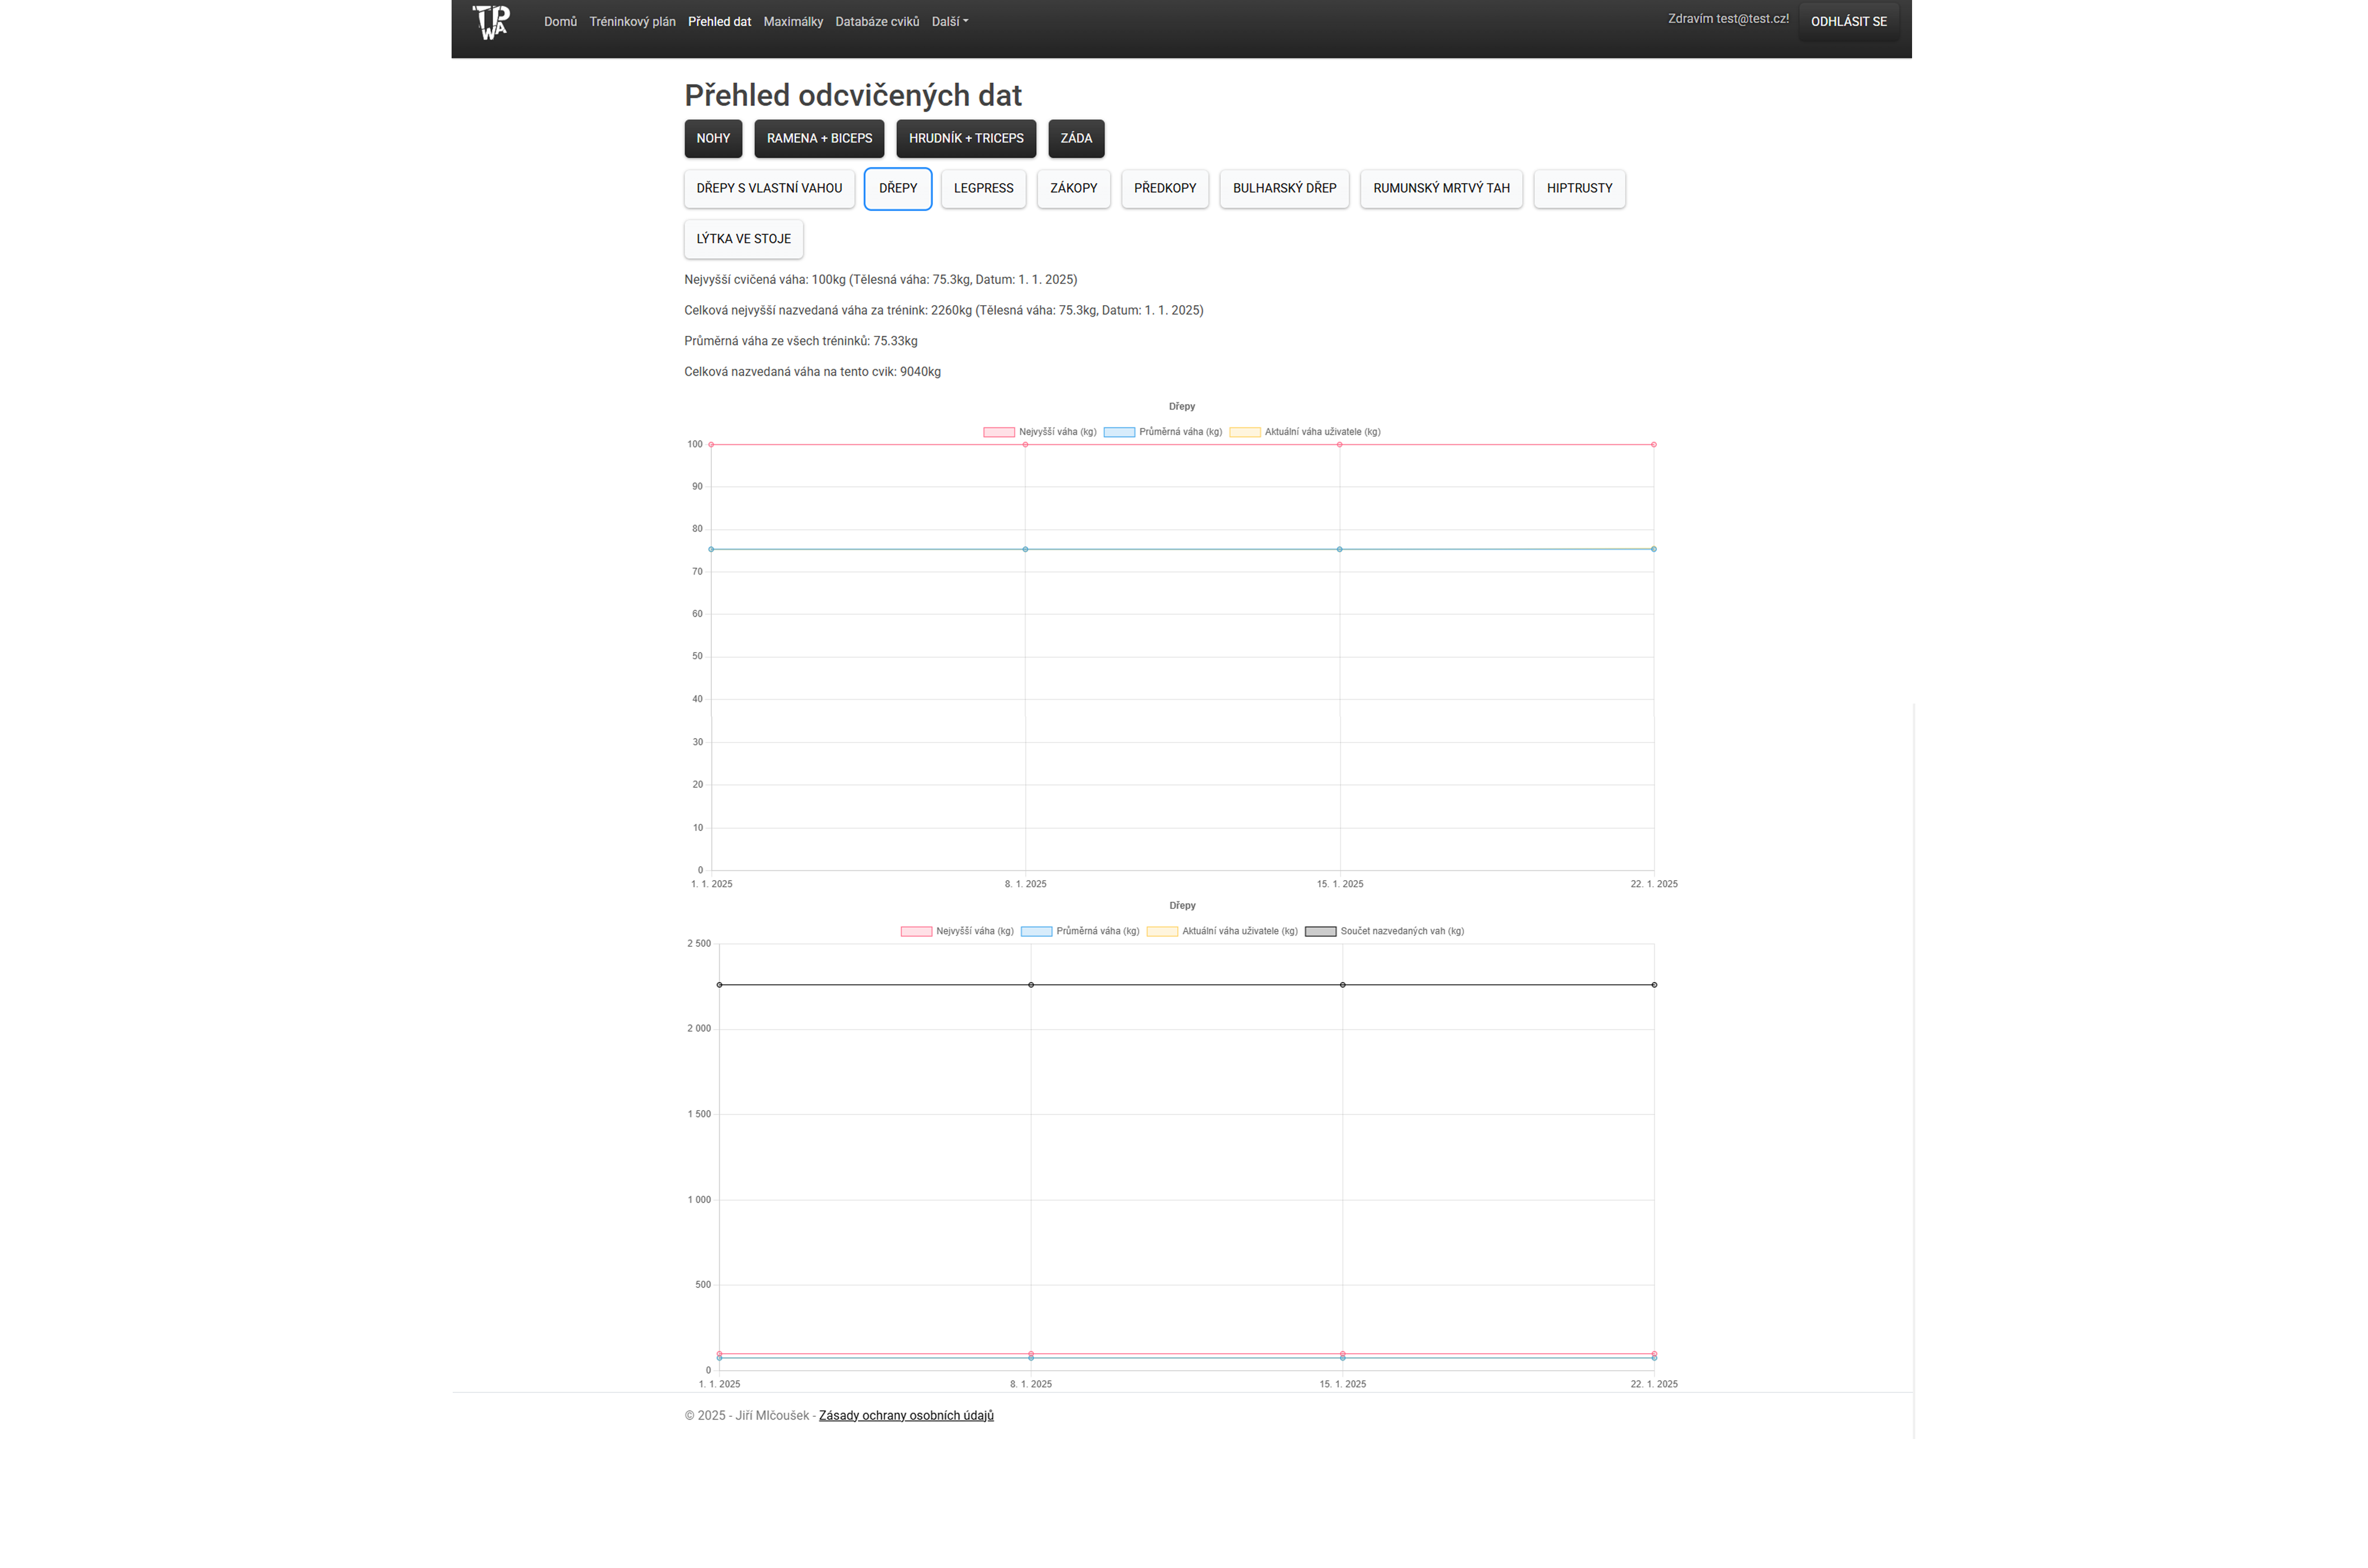 TPWA Domů Tréninkový plán Přehled dat Maximálky Databáze cviků Další Zdravím test@test.cz! ODHLÁSIT SE
Přehled odcvičených dat
NOHY RAMENA + BICEPS HRUDNÍK + TRICEPS ZÁDA
DŘEPY S VLASTNÍ VAHOU DŘEPY LEGPRESS ZÁKOPY PŘEDKOPY BULHARSKÝ DŘEP RUMUNSKÝ MRTVÝ TAH HIPTRUSTY
LÝTKA VE STOJE
Nejvyšší cvičená váha: 100kg (Tělesná váha: 75.3kg, Datum: 1. 1. 2025)
Celková nejvyšší nazvedaná váha za trénink: 2260kg (Tělesná váha: 75.3kg, Datum: 1. 1. 2025)
Průměrná váha ze všech tréninků: 75.33kg
Celková nazvedaná váha na tento cvik: 9040kg
Dřepy
Nejvyšší váha (kg) Průměrná váha (kg) Aktuální váha uživatele (kg)
100
90
80
70
60
50
40
30
20
10
0
1. 1. 2025 8. 1. 2025 15. 1. 2025 22. 1. 2025
Dřepy
Nejvyšší váha (kg) Průměrná váha (kg) Aktuální váha uživatele (kg) Součet nazvedaných vah (kg)
2 500
2 000
1 500
1 000
500
0
1. 1. 2025 8. 1. 2025 15. 1. 2025 22. 1. 2025
© 2025 - Jiří Mlčoušek - Zásady ochrany osobních údajů